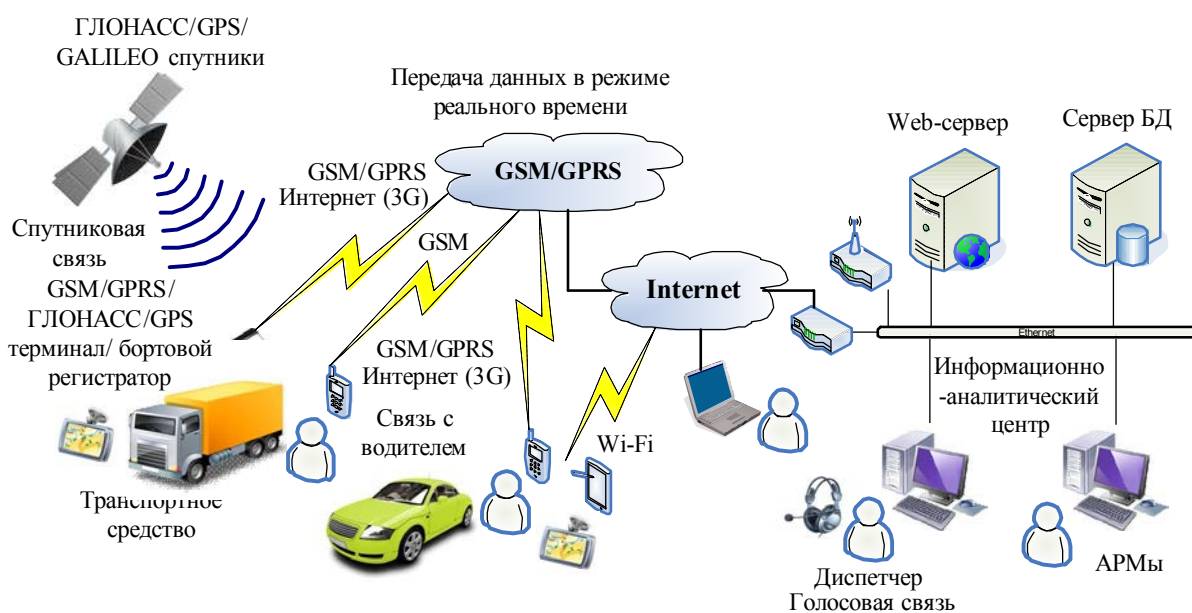 ГЛОНАСС/GPS/
GALILEO спутники
Передача данных в режиме
реального времени
Web-сервер
Сервер БД
GSM/GPRS
Интернет (3G)
GSM/GPRS
GSM
Спутниковая
связь
GSM/GPRS/
ГЛОНАСС/GPS
терминал/ бортовой
регистратор
Internet
Ethernet
GSM/GPRS
Интернет (3G)
Информационно
-аналитический
центр
Связь с
водителем
Wi-Fi
Транспортное
средство
Диспетчер
Голосовая связь
АРМы